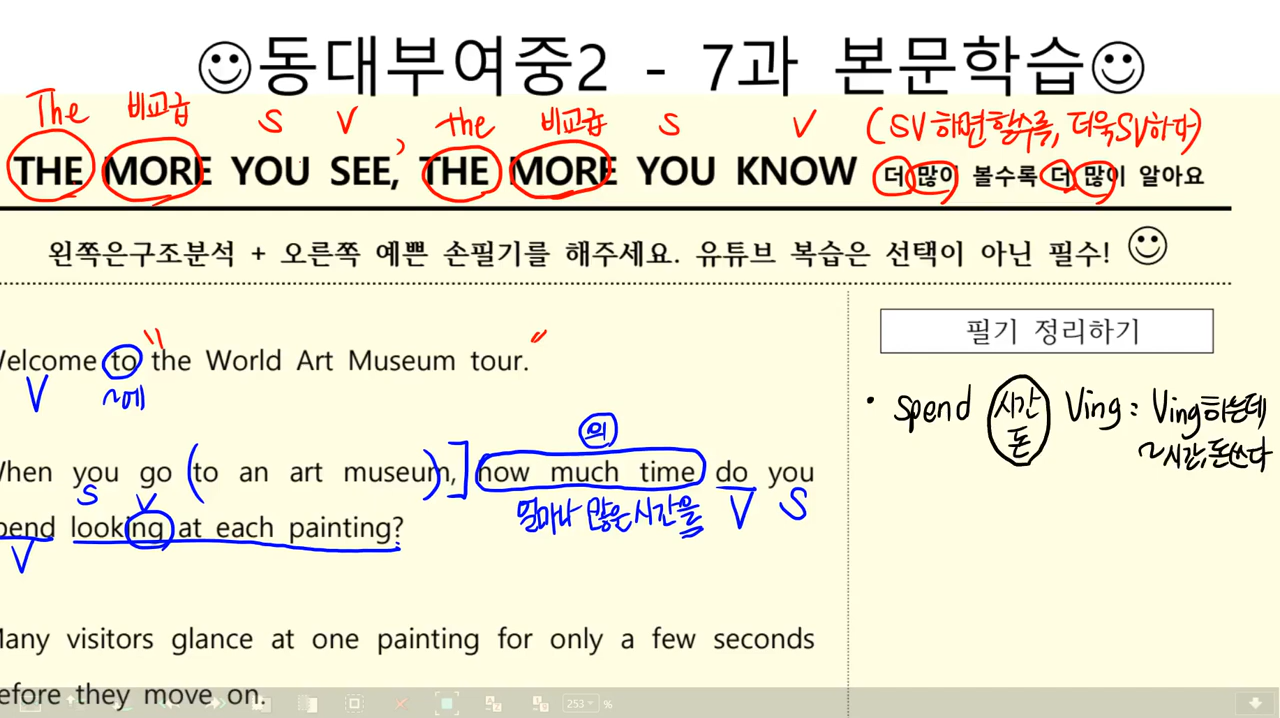 ☺동대부여중2 - 7과 본문학습☺
The 비교급 S V, the 비교급 S V (SV하면 할수록, 더욱 SV하다)
THE MORE YOU SEE, THE MORE YOU KNOW 더 많이 볼수록 더 많이 알아요
왼쪽은구조분석 + 오른쪽 예쁜 손필기를 해주세요. 유튜브 복습은 선택이 아닌 필수! ☺
필기 정리하기
"
"
elcome to the World Art Museum tour.
V ~에
의
hen you go (to an art museum,)] how much time do you
S V 얼마나 많은 시간을 V S
pend looking at each painting?
V
any visitors glance at one painting for only a few seconds
efore they move on.
• spend 시간 돈 Ving : Ving하는데
~시간, 돈쓰다
253 %